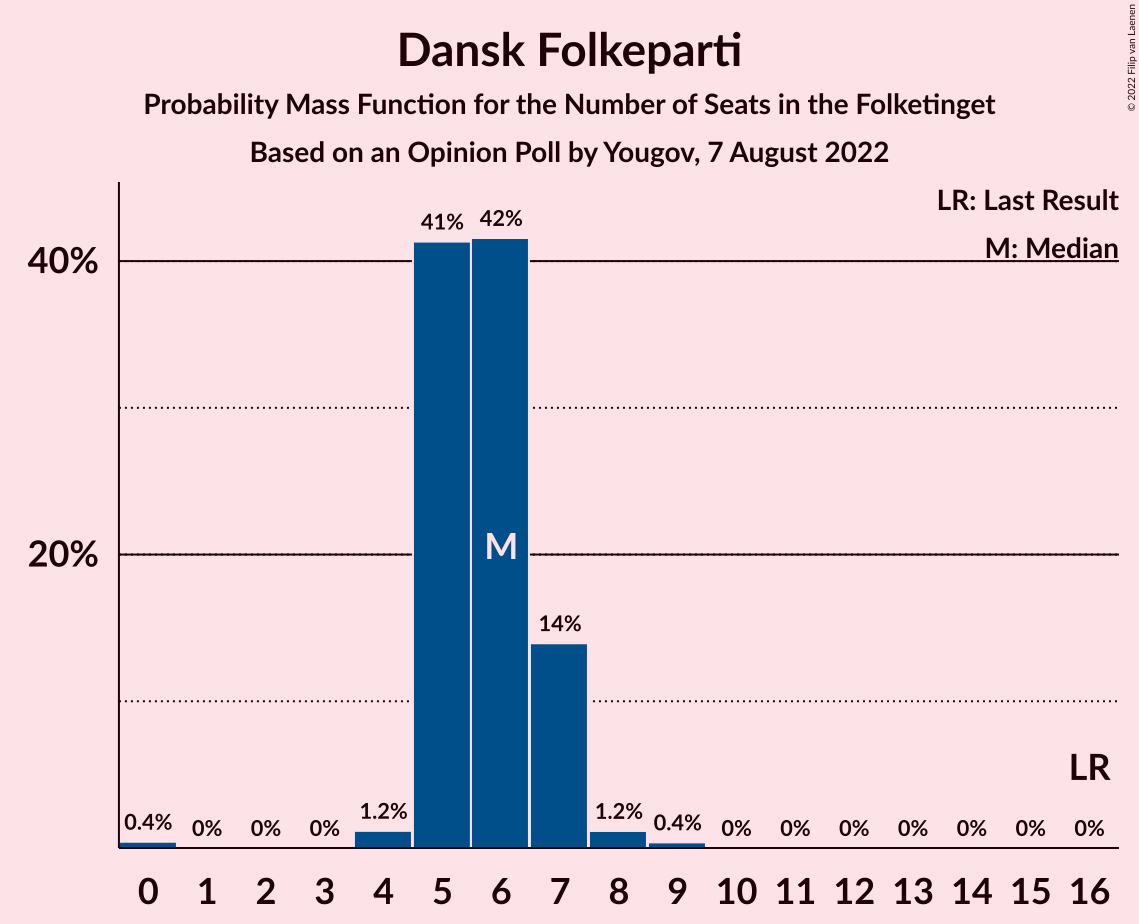 Dansk Folkeparti
Probability Mass Function for the Number of Seats in the Folketinget
Based on an Opinion Poll by Yougov, 7 August 2022
© 2022 Filip van Laenen
LR: Last Result
M: Median
40%
20%
0.4% 0% 0% 0% 1.2% 41% 42% 14% 1.2% 0.4% 0% 0% 0% 0% 0% 0% 0%
M
LR
0 1 2 3 4 5 6 7 8 9 10 11 12 13 14 15 16